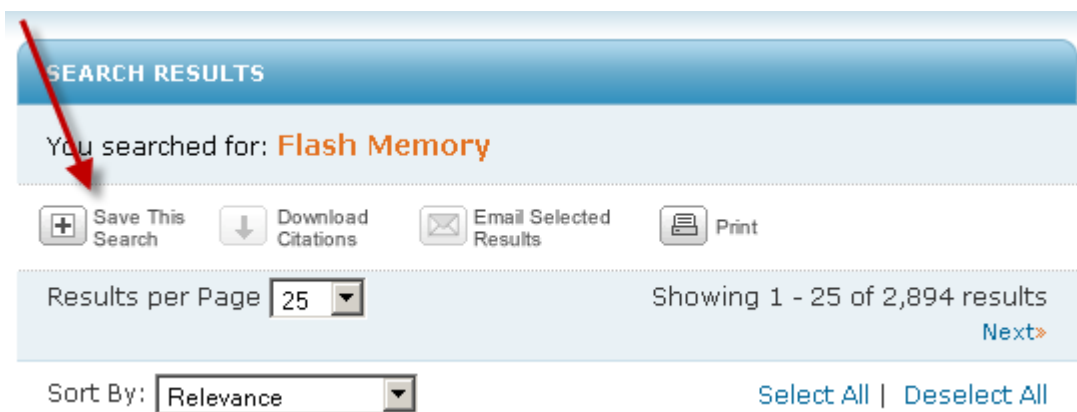 SEARCH RESULTS
You searched for: Flash Memory
Save This Search Download Citations Email Selected Results Print
Results per Page 25 Showing 1 - 25 of 2,894 results
Next»
Sort By: Relevance Select All | Deselect All